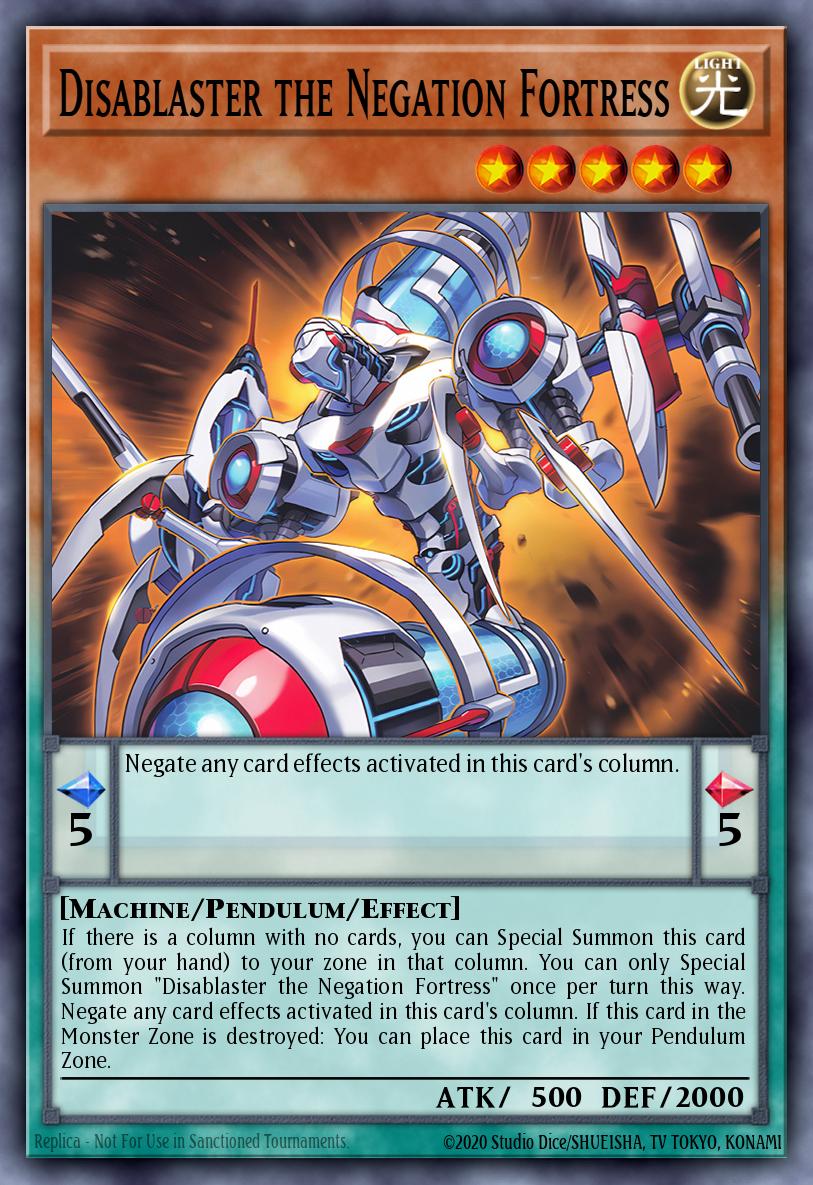 Disablaster the Negation Fortress
LIGHT
光
Negate any card effects activated in this card's column.
5
5
[Machine/Pendulum/Effect]
If there is a column with no cards, you can Special Summon this card
(from your hand) to your zone in that column. You can only Special
Summon "Disablaster the Negation Fortress" once per turn this way.
Negate any card effects activated in this card's column. If this card in the
Monster Zone is destroyed: You can place this card in your Pendulum
Zone.
ATK/ 500 DEF/2000
Replica - Not For Use in Sanctioned Tournaments.
©2020 Studio Dice/SHUEISHA, TV TOKYO, KONAMI